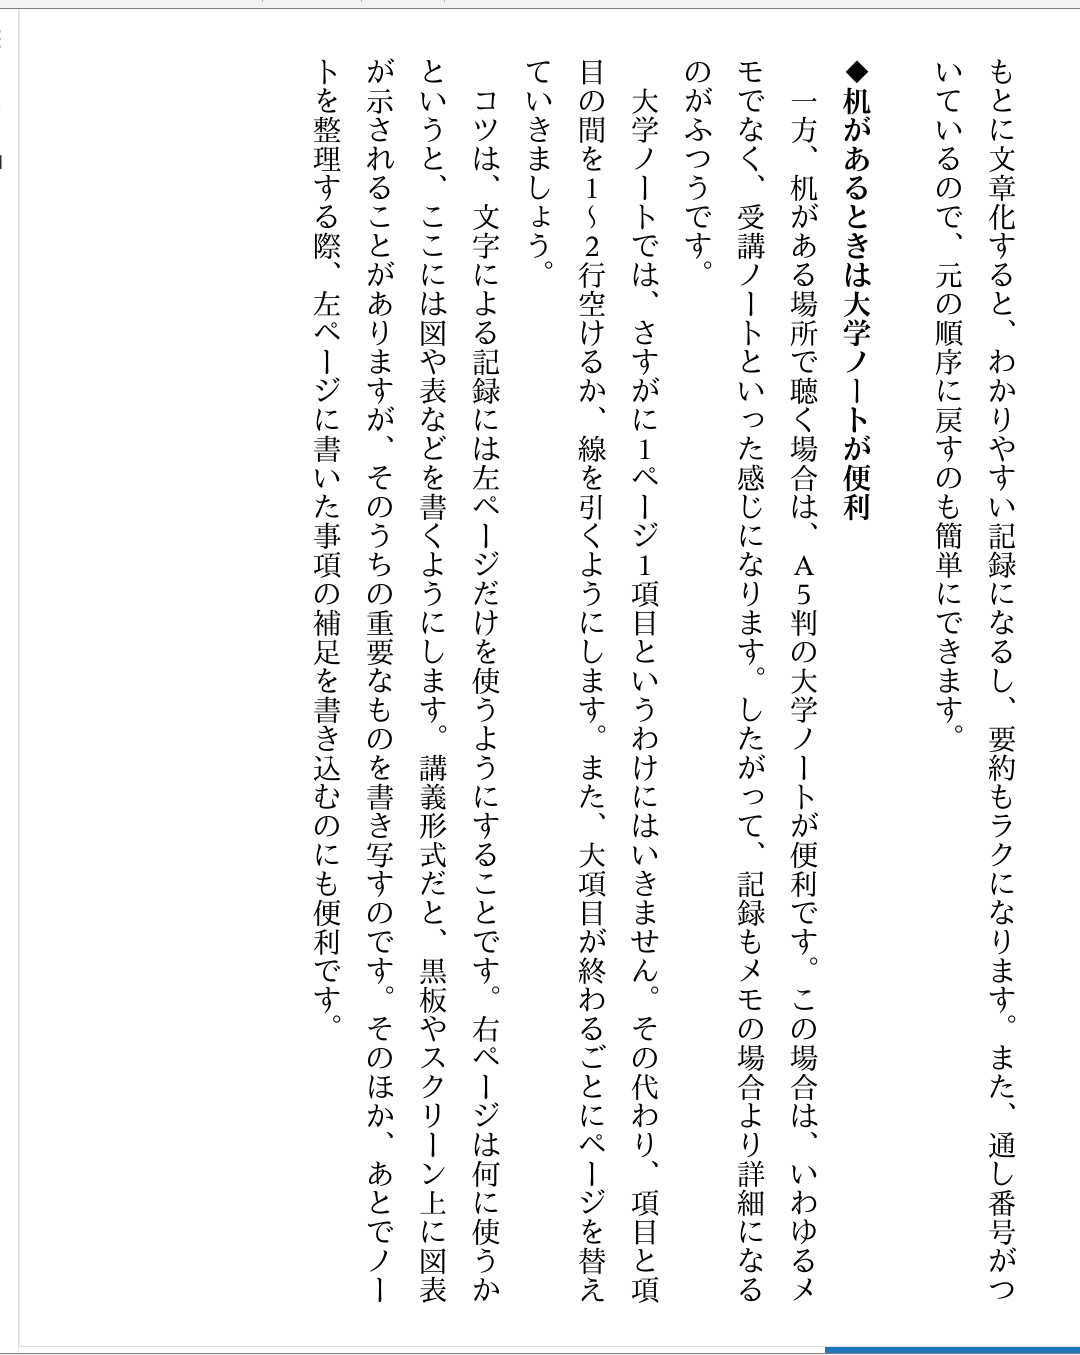 もとに文章化すると、わかりやすい記録になるし、要約もラクになります。また、通し番号がつ
いているので、元の順序に戻すのも簡単にできます。
◆机があるときは大学ノートが便利
　一方、机がある場所で聴く場合は、A5判の大学ノートが便利です。この場合は、いわゆるメ
モでなく、受講ノートといった感じになります。したがって、記録もメモの場合より詳細になる
のがふつうです。
　大学ノートでは、さすがに1ページ1項目というわけにはいきません。その代わり、項目と項
目の間を1～2行空けるか、線を引くようにします。また、大項目が終わるごとにページを替え
ていきましょう。
　コツは、文字による記録には左ページだけを使うようにすることです。右ページは何に使うか
というと、ここには図や表などを書くようにします。講義形式だと、黒板やスクリーン上に図表
が示されることがありますが、そのうちの重要なものを書き写すのです。そのほか、あとでノー
トを整理する際、左ページに書いた事項の補足を書き込むのにも便利です。